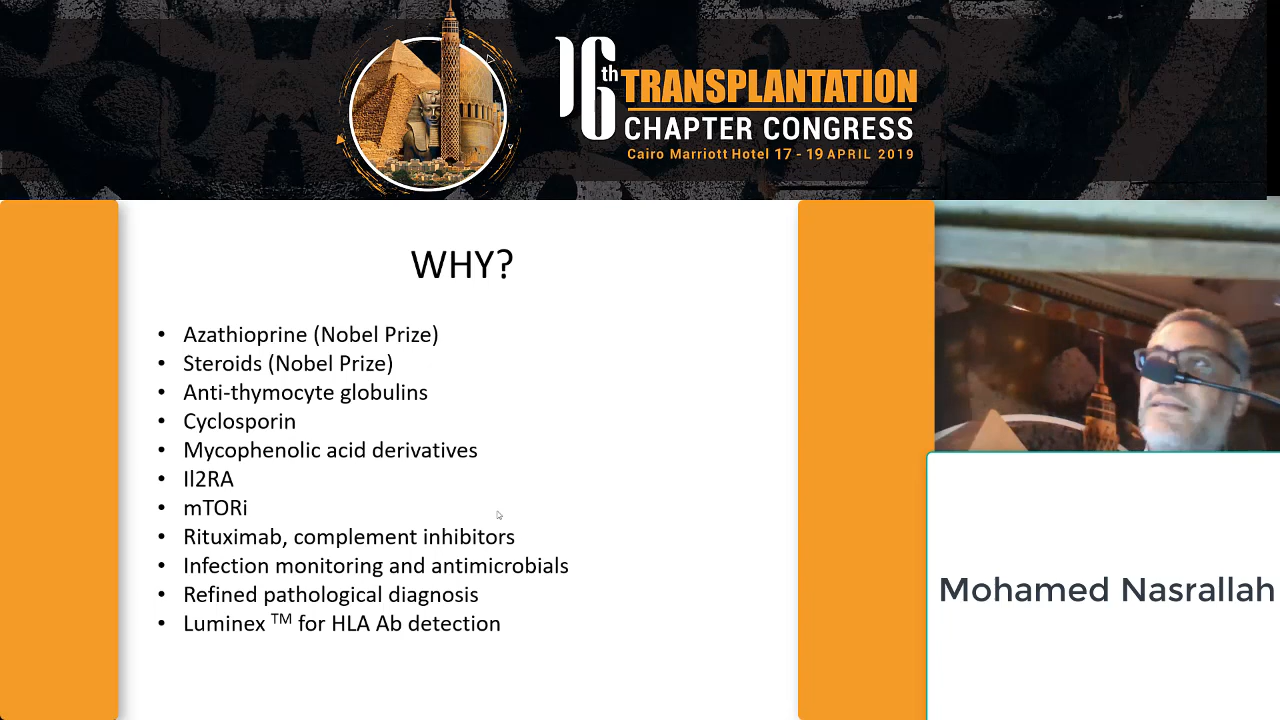 16th TRANSPLANTATION
CHAPTER CONGRESS
Cairo Marriott Hotel 17 - 19 APRIL 2019
WHY?
• Azathioprine (Nobel Prize)
• Steroids (Nobel Prize)
• Anti-thymocyte globulins
• Cyclosporin
• Mycophenolic acid derivatives
• Il2RA
• mTORi
• Rituximab, complement inhibitors
• Infection monitoring and antimicrobials
• Refined pathological diagnosis
• Luminex TM for HLA Ab detection
Mohamed Nasrallah